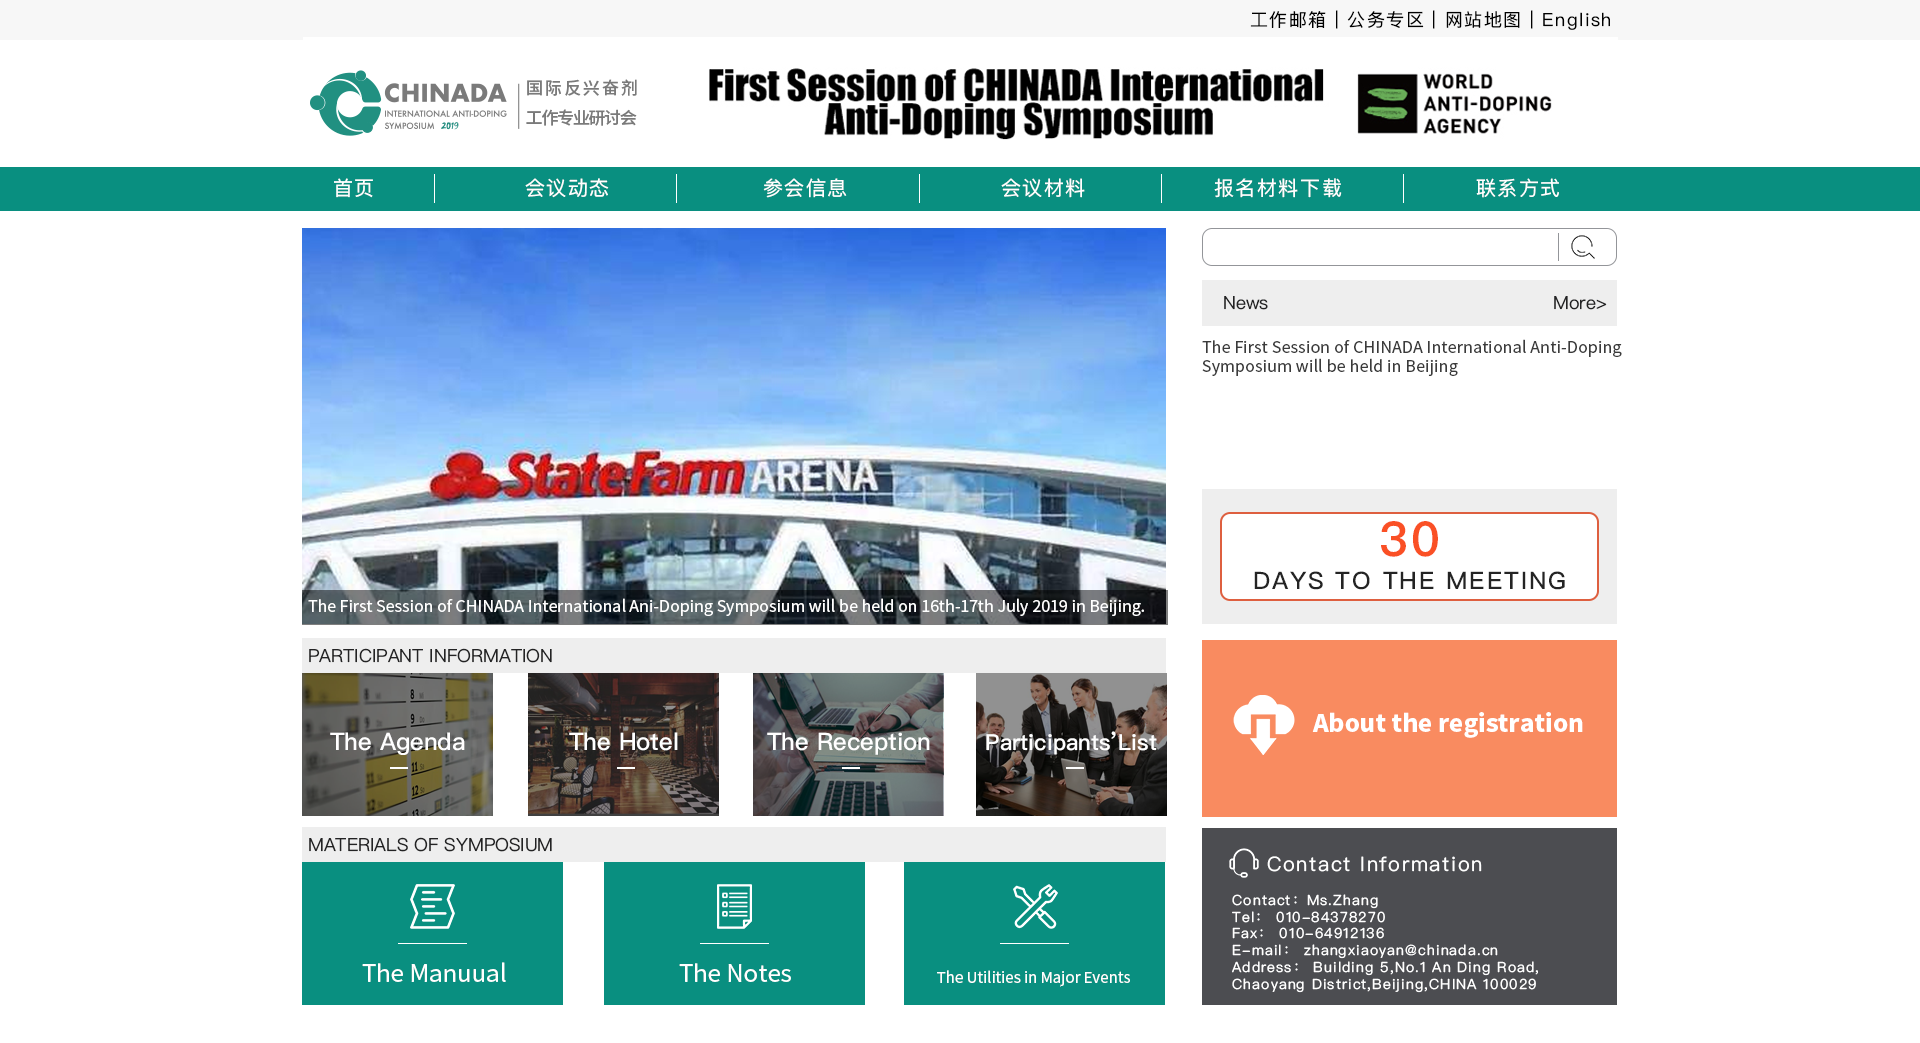 工作邮箱 | 公务专区 | 网站地图 | English
CHINADA
INTERNATIONAL ANTI-DOPING
SYMPOSIUM 2019
国际反兴奋剂
工作专业研讨会
First Session of CHINADA International
Anti-Doping Symposium
WORLD
ANTI-DOPING
AGENCY
首页 会议动态 参会信息 会议材料 报名材料下载 联系方式
StateFarm ARENA
The First Session of CHINADA International Ani-Doping Symposium will be held on 16th-17th July 2019 in Beijing.
News More>
The First Session of CHINADA International Anti-Doping
Symposium will be held in Beijing
30
DAYS TO THE MEETING
PARTICIPANT INFORMATION
The Agenda
The Hotel
The Reception
Participants’List
About the registration
MATERIALS OF SYMPOSIUM
The Manuual
The Notes
The Utilities in Major Events
Contact Information
Contact：Ms.Zhang
Tel： 010-84378270
Fax： 010-64912136
E-mail： zhangxiaoyan@chinada.cn
Address： Building 5,No.1 An Ding Road,
Chaoyang District,Beijing,CHINA 100029